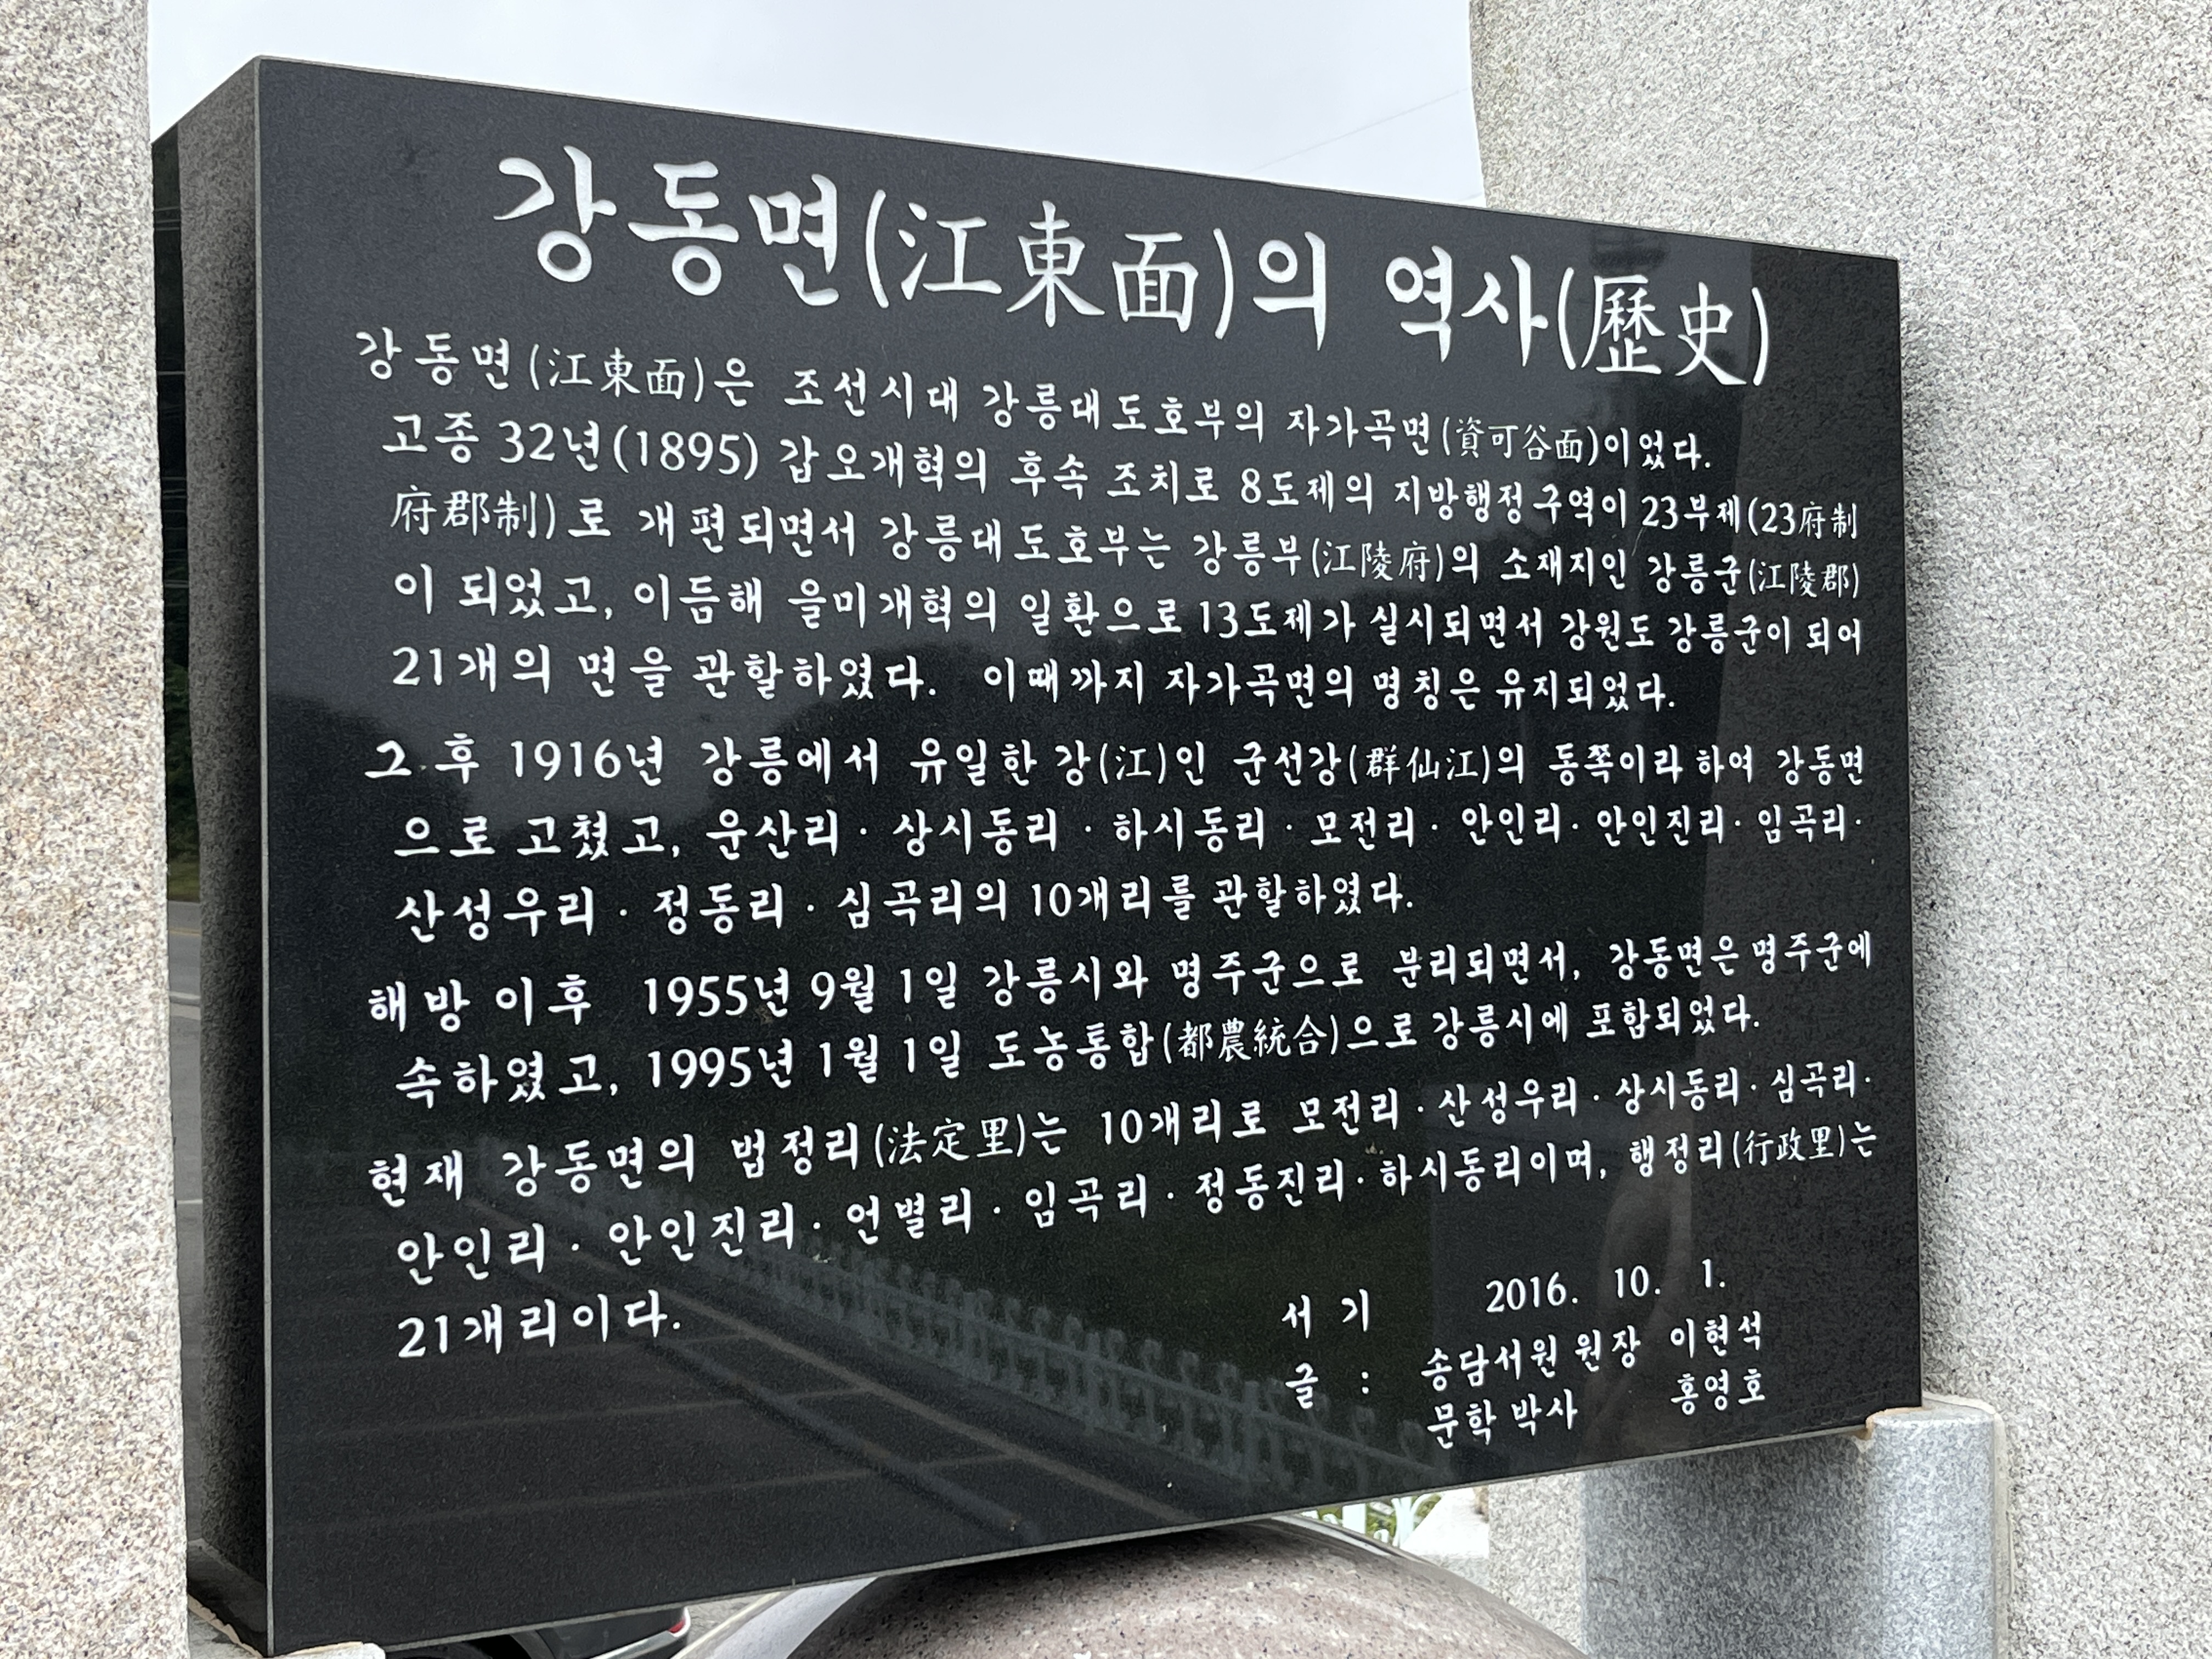 강동면(江東面)의 역사(歷史)
강동면(江東面)은 조선시대 강릉대도호부의 자가곡면(資可谷面)이었다.
고종 32년(1895) 갑오개혁의 후속 조치로 8도제의 지방행정구역이 23부제(23府制
府郡制)로 개편되면서 강릉대도호부는 강릉부(江陵府)의 소재지인 강릉군(江陵郡)
이 되었고, 이듬해 을미개혁의 일환으로 13도제가 실시되면서 강원도 강릉군이 되어
21개의 면을 관할하였다. 이때까지 자가곡면의 명칭은 유지되었다.
그 후 1916년 강릉에서 유일한 강(江)인 군선강(群仙江)의 동쪽이라 하여 강동면
으로 고쳤고, 운산리·상시동리·하시동리·모전리·안인리·안인진리·임곡리·
산성우리·정동리·심곡리의 10개리를 관할하였다.
해방 이후 1955년 9월 1일 강릉시와 명주군으로 분리되면서, 강동면은 명주군에
속하였고, 1995년 1월 1일 도농통합(都農統合)으로 강릉시에 포함되었다.
현재 강동면의 법정리(法定里)는 10개리로 모전리·산성우리·상시동리·심곡리·
안인리·안인진리·언별리·임곡리·정동진리·하시동리이며, 행정리(行政里)는
21개리이다.
서 기 2016. 10. 1.
글 : 송담서원 원장 이현석
문학박사 홍영호